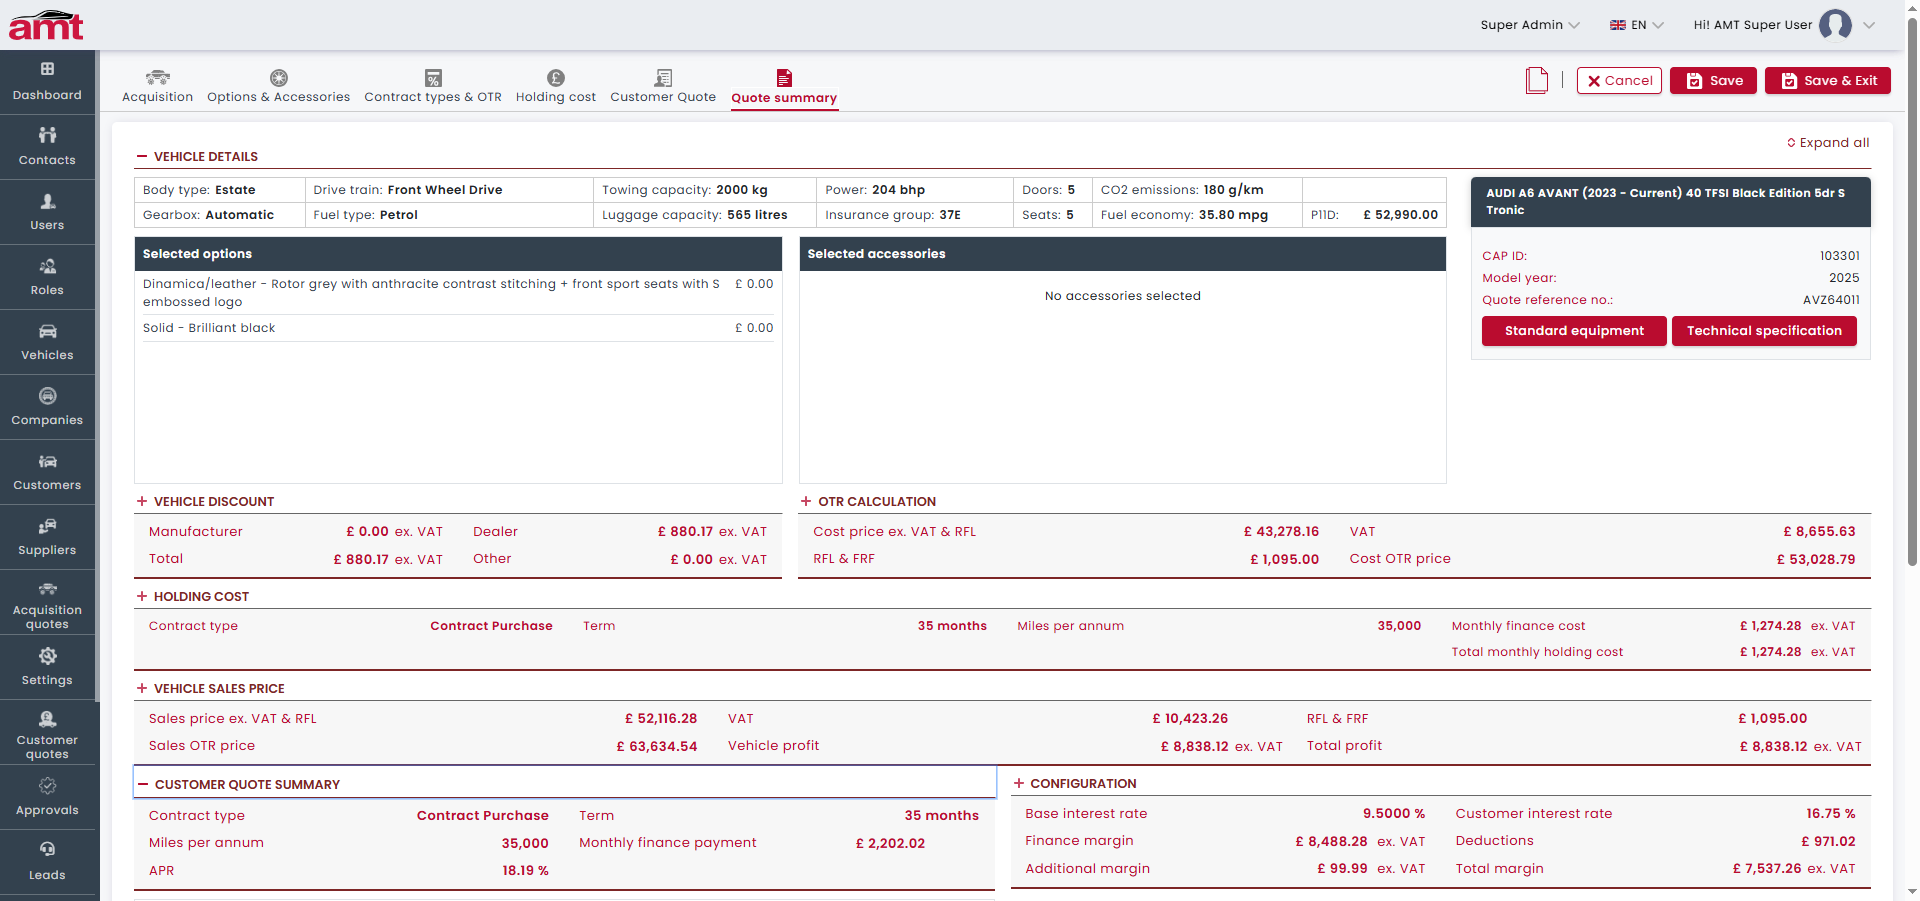 amt
Super Admin
EN
Hi! AMT Super User
Dashboard
Contacts
Users
Roles
Vehicles
Companies
Customers
Suppliers
Acquisition
quotes
Settings
Customer
quotes
Approvals
Leads
Acquisition
Options & Accessories
Contract types & OTR
Holding cost
Customer Quote
Quote summary
Cancel
Save
Save & Exit
Expand all
VEHICLE DETAILS
Body type: Estate Drive train: Front Wheel Drive Towing capacity: 2000 kg Power: 204 bhp Doors: 5 CO2 emissions: 180 g/km
Gearbox: Automatic Fuel type: Petrol Luggage capacity: 565 litres Insurance group: 37E Seats: 5 Fuel economy: 35.80 mpg P11D: £ 52,990.00
AUDI A6 AVANT (2023 - Current) 40 TFSI Black Edition 5dr S
Tronic
CAP ID: 103301
Model year: 2025
Quote reference no.: AVZ64011
Standard equipment
Technical specification
Selected options
Dinamica/leather - Rotor grey with anthracite contrast stitching + front sport seats with S £ 0.00
embossed logo
Solid - Brilliant black £ 0.00
Selected accessories
No accessories selected
VEHICLE DISCOUNT
Manufacturer £ 0.00 ex. VAT Dealer £ 880.17 ex. VAT
Total £ 880.17 ex. VAT Other £ 0.00 ex. VAT
OTR CALCULATION
Cost price ex. VAT & RFL £ 43,278.16 VAT £ 8,655.63
RFL & FRF £ 1,095.00 Cost OTR price £ 53,028.79
HOLDING COST
Contract type Contract Purchase Term 35 months Miles per annum 35,000 Monthly finance cost £ 1,274.28 ex. VAT
Total monthly holding cost £ 1,274.28 ex. VAT
VEHICLE SALES PRICE
Sales price ex. VAT & RFL £ 52,116.28 VAT £ 10,423.26 RFL & FRF £ 1,095.00
Sales OTR price £ 63,634.54 Vehicle profit £ 8,838.12 ex. VAT Total profit £ 8,838.12 ex. VAT
CUSTOMER QUOTE SUMMARY
Contract type Contract Purchase Term 35 months
Miles per annum 35,000 Monthly finance payment £ 2,202.02
APR 18.19 %
CONFIGURATION
Base interest rate 9.5000 % Customer interest rate 16.75 %
Finance margin £ 8,488.28 ex. VAT Deductions £ 971.02
Additional margin £ 99.99 ex. VAT Total margin £ 7,537.26 ex. VAT